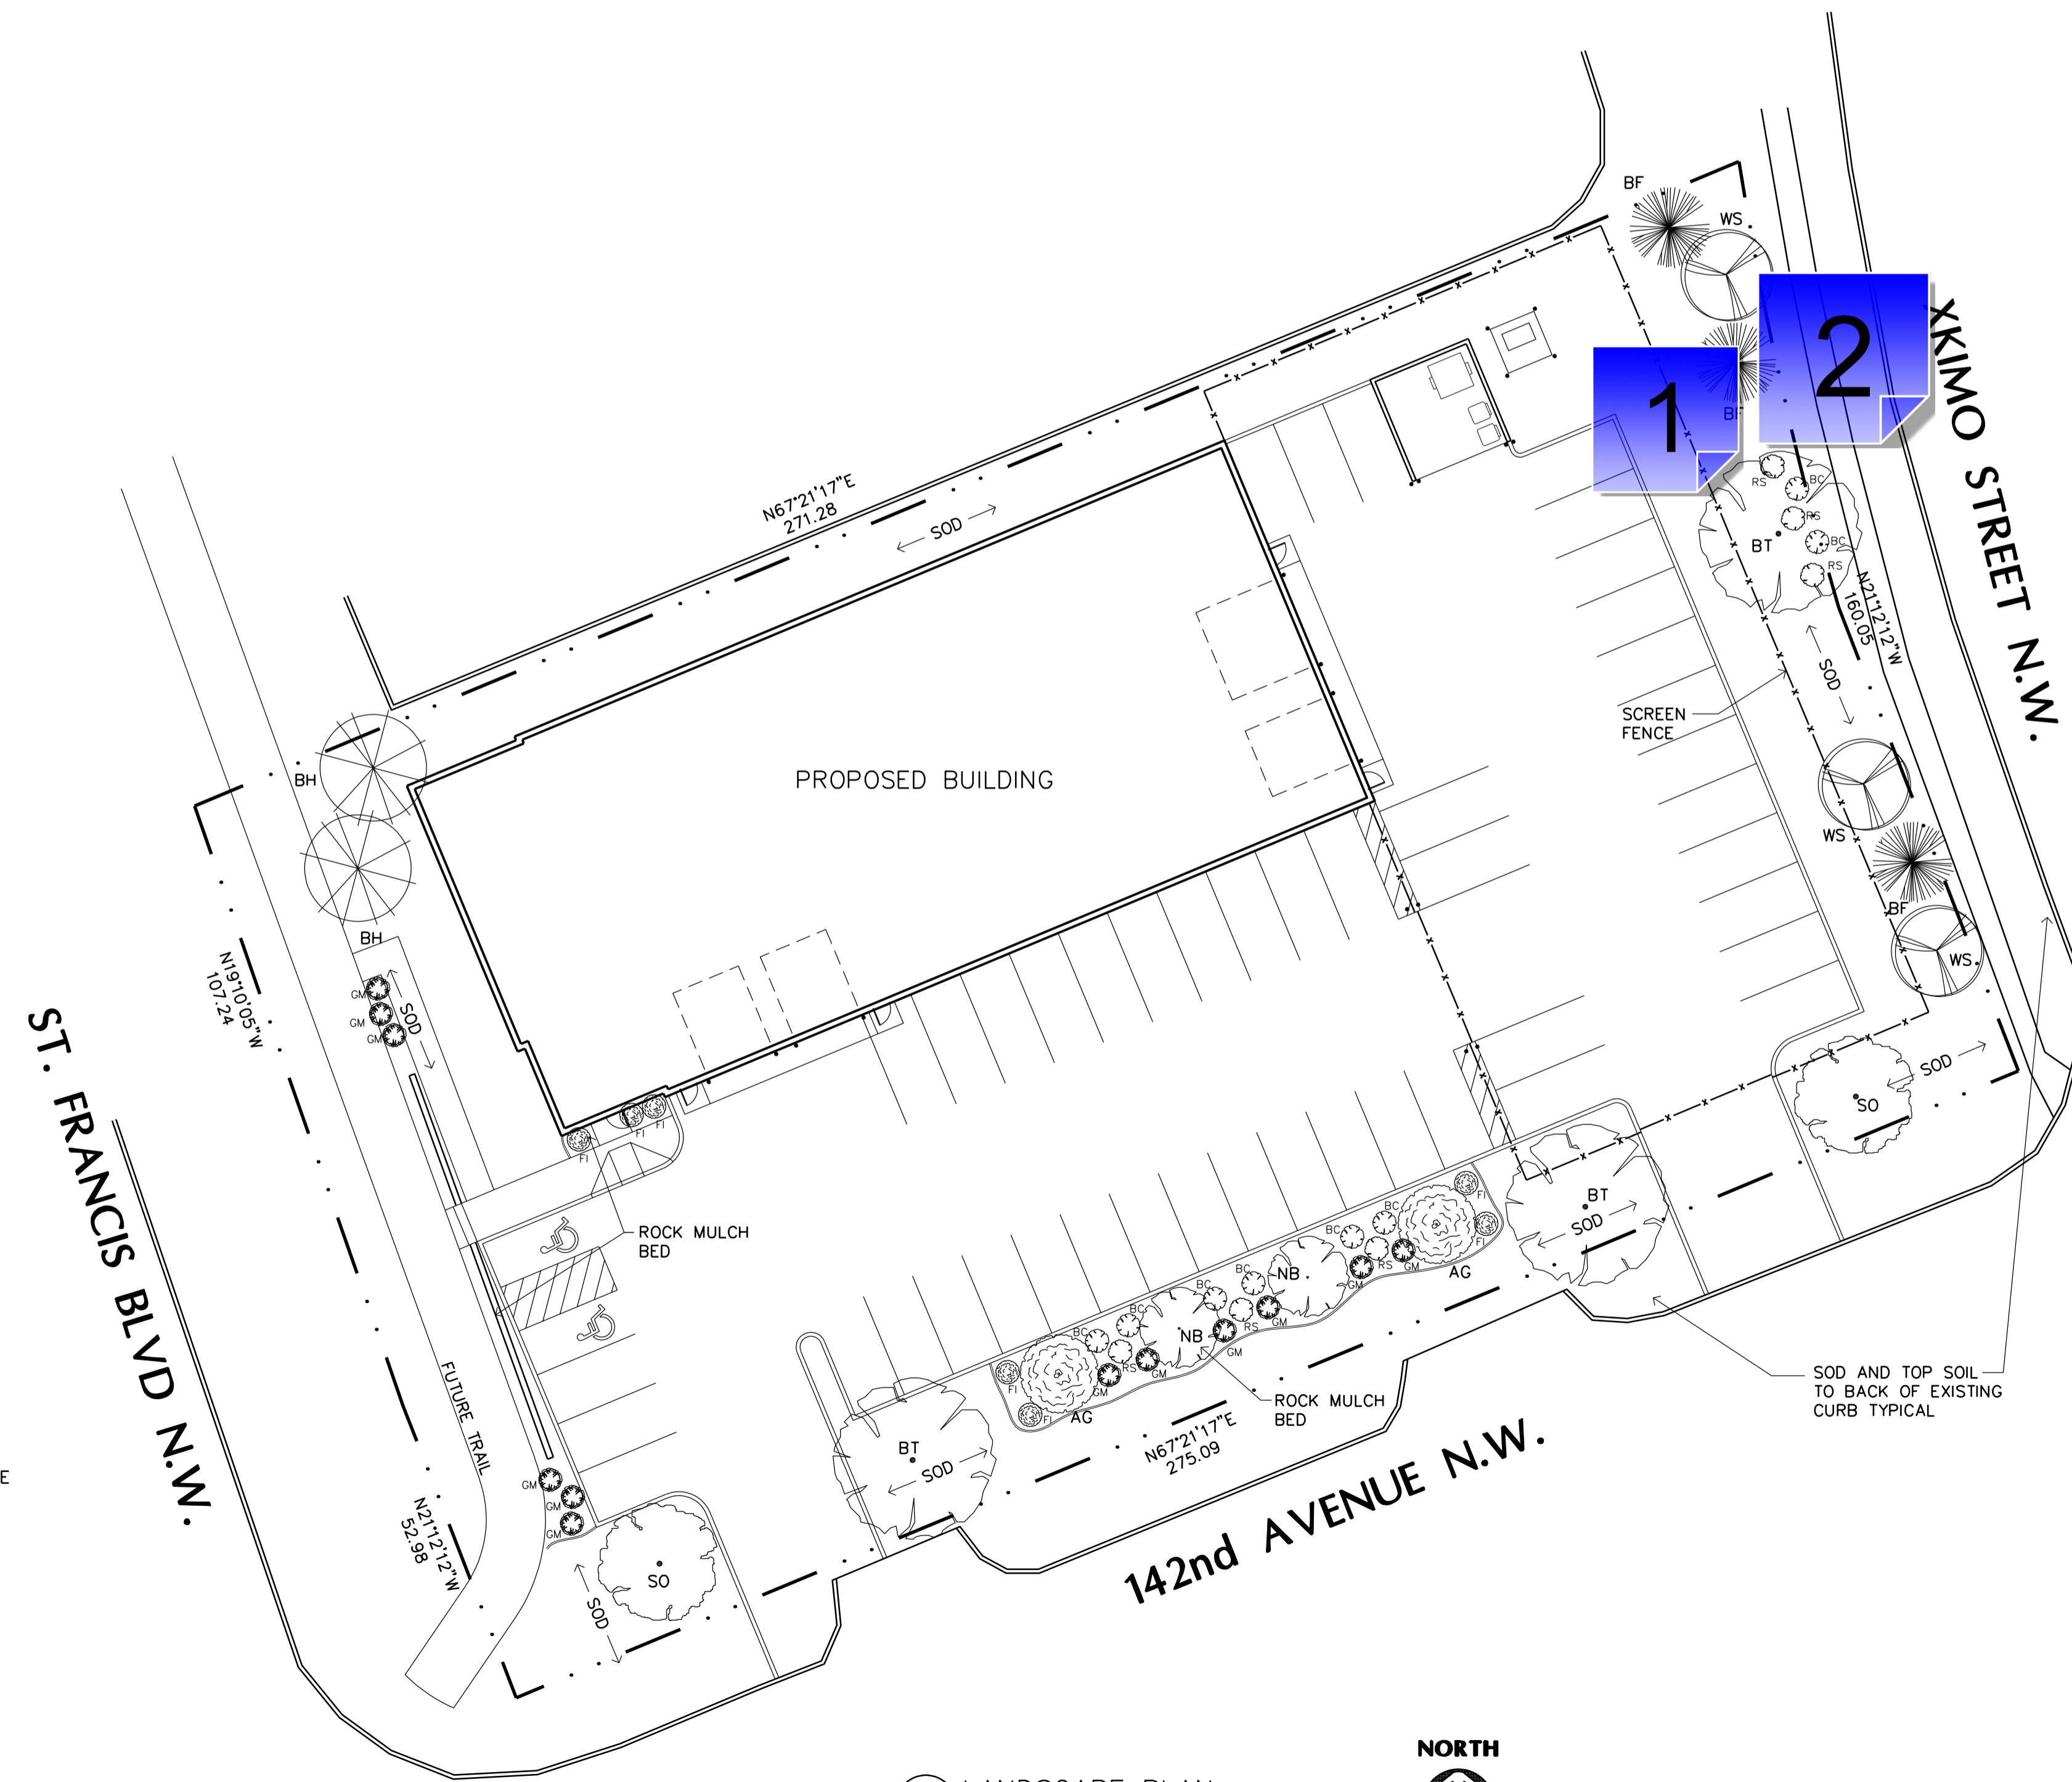 BF
WS
2
1
BF
XKIMO STREET N.W.
N67°21'17"E
271.28
SOD
RS
BC
RS
BC
BT
RS
N21°12'12"W
160.05
SOD
SCREEN
FENCE
BH
PROPOSED BUILDING
WS
BF
BH
WS
N19°10'05"W
107.24
GM
GM
GM
SOD
ST. FRANCIS BLVD N.W.
SOD
SO
FI
FI
FI
BT
SOD
ROCK MULCH
BED
FI
FI
BC
BC
RS
GM
GM
AG
NB
BC
BC
RS
GM
GM
NB
BC
BC
RS
GM
GM
FI
FI
AG
ROCK MULCH
BED
SOD AND TOP SOIL
TO BACK OF EXISTING
CURB TYPICAL
N67°21'17"E
275.09
FUTURE TRAIL
BT
SOD
E
GM
GM
GM
N21°12'12"W
52.98
SO
SOD
142nd AVENUE N.W.
NORTH
LANDSCAPE PLAN